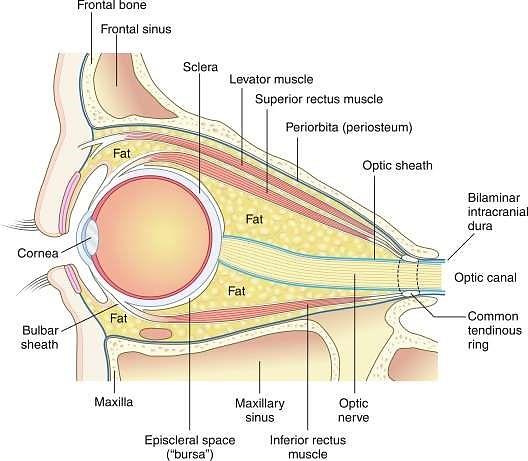 Frontal bone
Frontal sinus
Sclera
Levator muscle
Superior rectus muscle
Periorbita (periosteum)
Optic sheath
Fat
Fat
Bilaminar
intracranial
dura
Cornea
Optic canal
Fat
Fat
Bulbar
sheath
Common
tendinous
ring
Maxilla
Maxillary
sinus
Optic
nerve
Episcleral space
(“bursa”)
Inferior rectus
muscle